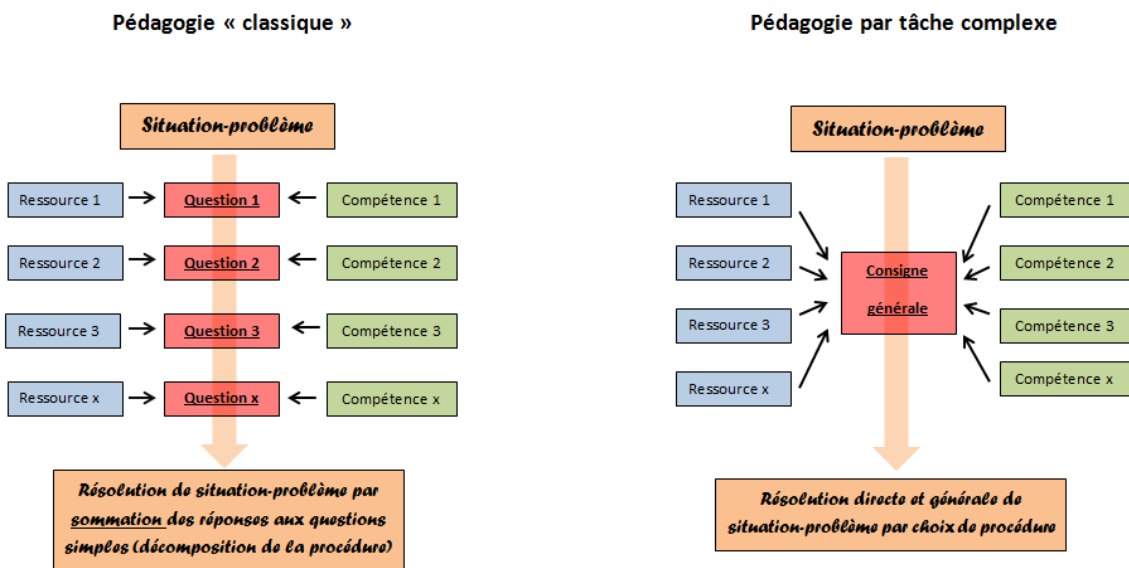 Pédagogie « classique »
Situation-problème
Ressource 1
Question 1
Compétence 1
Ressource 2
Question 2
Compétence 2
Ressource 3
Question 3
Compétence 3
Ressource x
Question x
Compétence x
Résolution de situation-problème par
sommation des réponses aux questions
simples (décomposition de la procédure)
Pédagogie par tâche complexe
Situation-problème
Ressource 1
Ressource 2
Ressource 3
Ressource x
Consigne
générale
Compétence 1
Compétence 2
Compétence 3
Compétence x
Résolution directe et générale de
situation-problème par choix de procédure